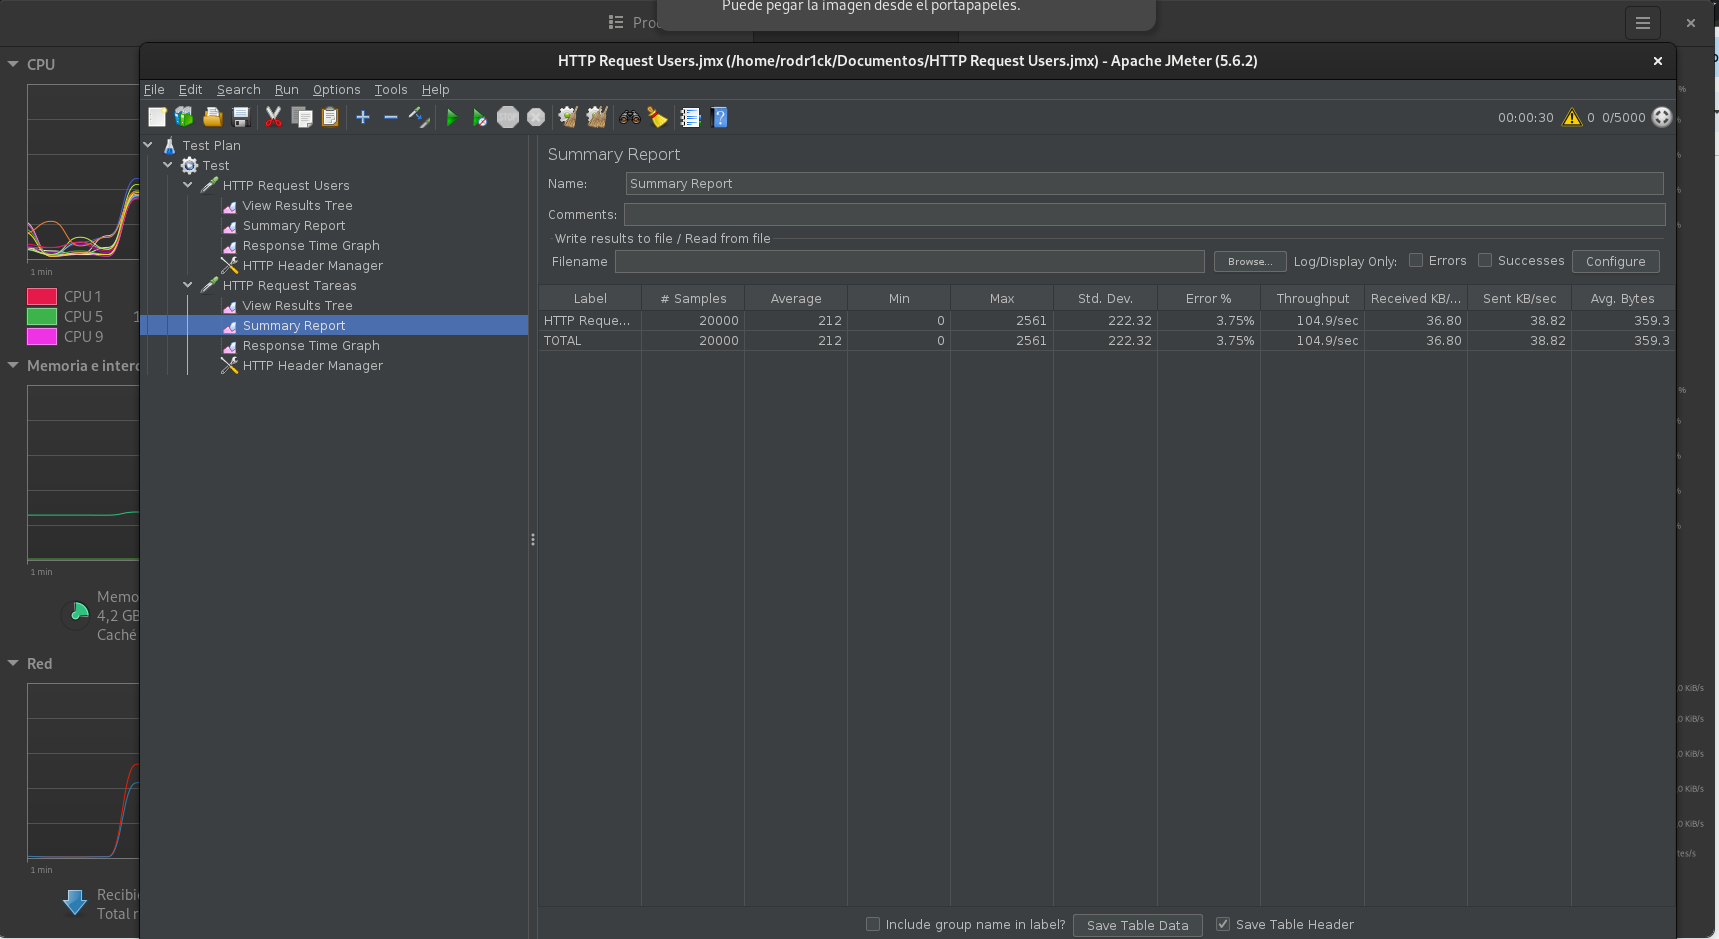 Puede pegar la imagen desde el portapapeles.
HTTP Request Users.jmx (/home/rodr1ck/Documentos/HTTP Request Users.jmx) - Apache JMeter (5.6.2)
File Edit Search Run Options Tools Help
00:00:30 0 0/5000
CPU
1 min
CPU 1
CPU 5 1
CPU 9
Memoria e interc
1 min
Memo
4,2 GB
Caché
Red
1 min
Recibi
Total r
Test Plan
Test
HTTP Request Users
View Results Tree
Summary Report
Response Time Graph
HTTP Header Manager
HTTP Request Tareas
View Results Tree
Summary Report
Response Time Graph
HTTP Header Manager
Summary Report
Name: Summary Report
Comments:
Write results to file / Read from file
Filename Browse... Log/Display Only: Errors Successes Configure
Label # Samples Average Min Max Std. Dev. Error % Throughput Received KB/... Sent KB/sec Avg. Bytes
HTTP Reque... 20000 212 0 2561 222.32 3.75% 104.9/sec 36.80 38.82 359.3
TOTAL 20000 212 0 2561 222.32 3.75% 104.9/sec 36.80 38.82 359.3
Include group name in label? Save Table Data Save Table Header